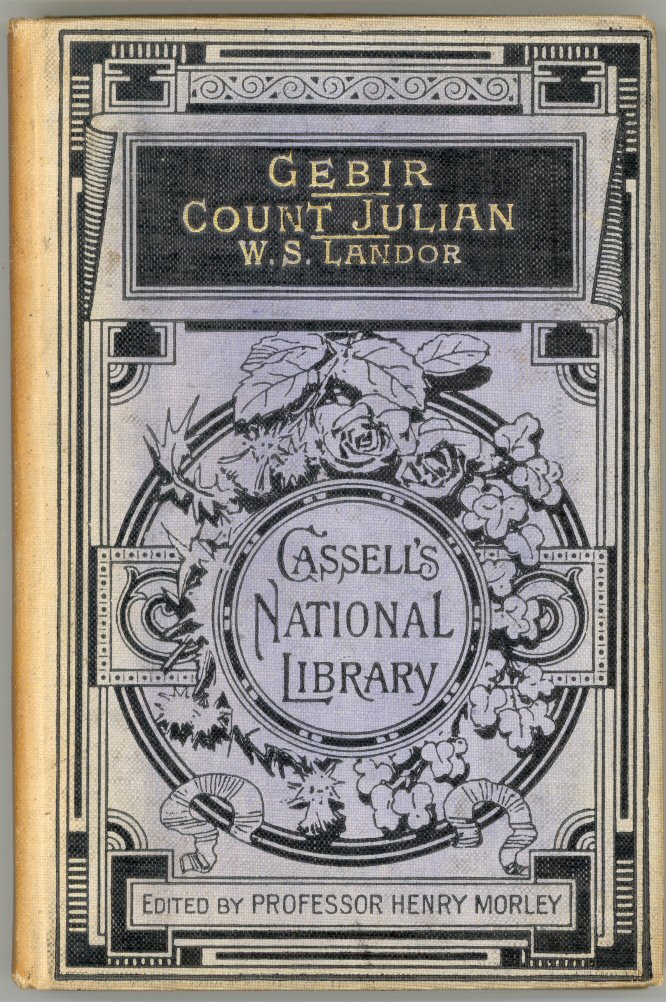 GEBIR
COUNT JULIAN
W. S. LANDOR
CASSELL'S
NATIONAL
LIBRARY
EDITED BY PROFESSOR HENRY MORLEY